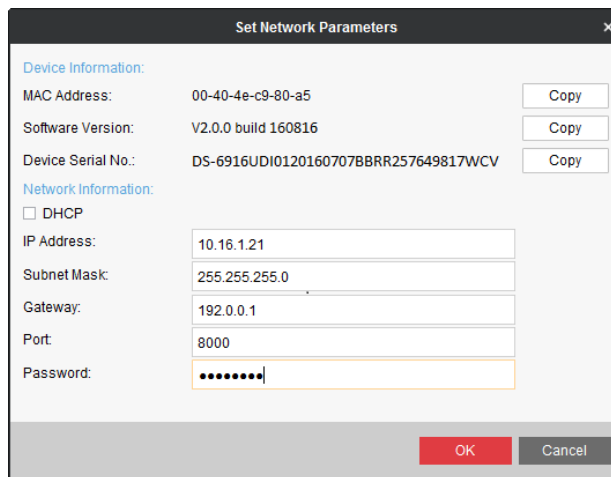 Set Network Parameters ×
Device Information:
MAC Address: 00-40-4e-c9-80-a5 Copy
Software Version: V2.0.0 build 160816 Copy
Device Serial No.: DS-6916UDI0120160707BBRR257649817WCV Copy
Network Information:
DHCP
IP Address: 10.16.1.21
Subnet Mask: 255.255.255.0
Gateway: 192.0.0.1
Port: 8000
Password: ●●●●●●●●
OK Cancel